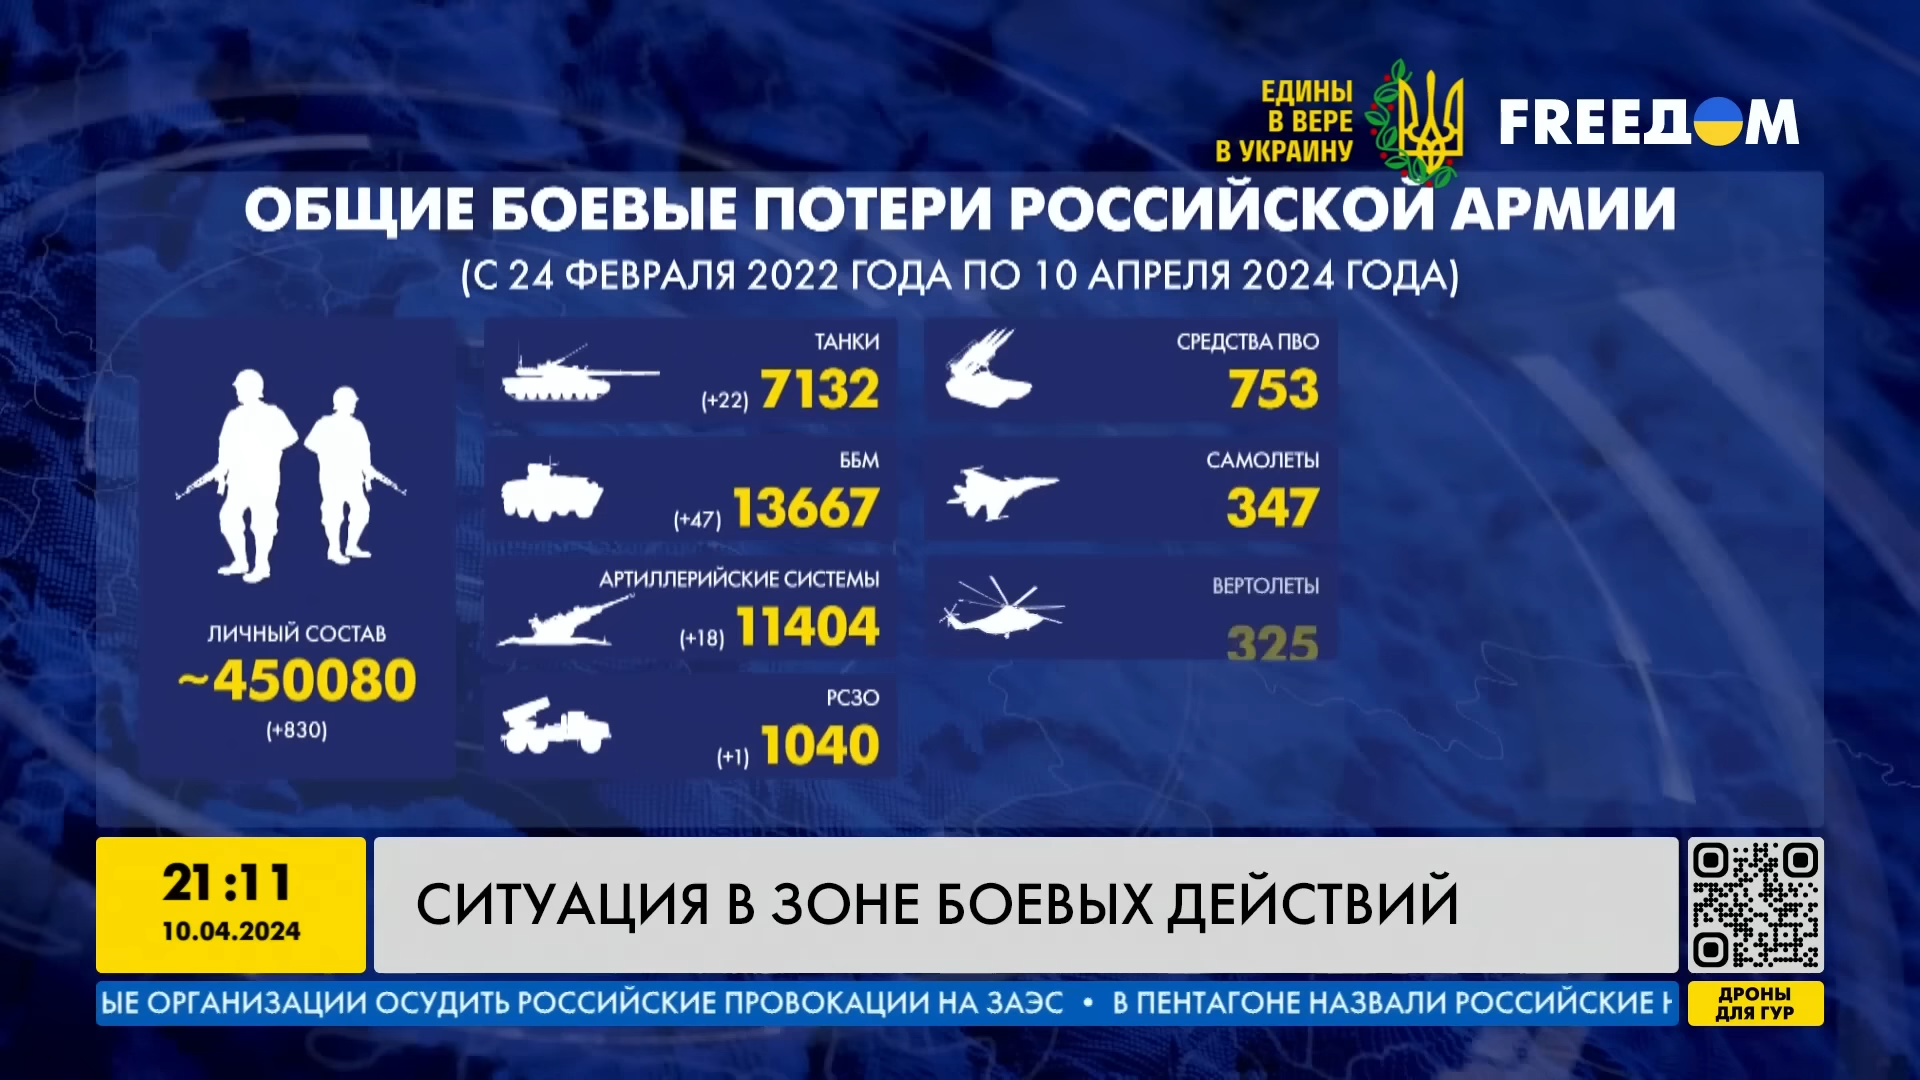 ЕДИНЫ
В ВЕРЕ
В УКРАИНУ
FREEДОМ
ОБЩИЕ БОЕВЫЕ ПОТЕРИ РОССИЙСКОЙ АРМИИ
(С 24 ФЕВРАЛЯ 2022 ГОДА ПО 10 АПРЕЛЯ 2024 ГОДА)
ЛИЧНЫЙ СОСТАВ
~450080
(+830)
ТАНКИ
(+22) 7132
ББМ
(+47) 13667
АРТИЛЛЕРИЙСКИЕ СИСТЕМЫ
(+18) 11404
РСЗО
(+1) 1040
СРЕДСТВА ПВО
753
САМОЛЕТЫ
347
ВЕРТОЛЕТЫ
325
21:11
10.04.2024
СИТУАЦИЯ В ЗОНЕ БОЕВЫХ ДЕЙСТВИЙ
ЫЕ ОРГАНИЗАЦИИ ОСУДИТЬ РОССИЙСКИЕ ПРОВОКАЦИИ НА ЗАЭС • В ПЕНТАГОНЕ НАЗВАЛИ РОССИЙСКИЕ
ДРОНЫ
ДЛЯ ГУР